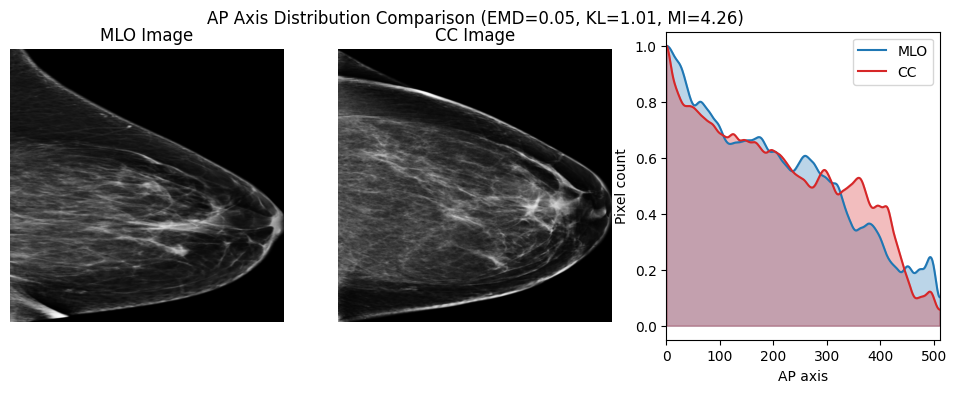 AP Axis Distribution Comparison (EMD=0.05, KL=1.01, MI=4.26)
MLO Image
CC Image
MLO
CC
Pixel count
1.0
0.8
0.6
0.4
0.2
0.0
0 100 200 300 400 500
AP axis